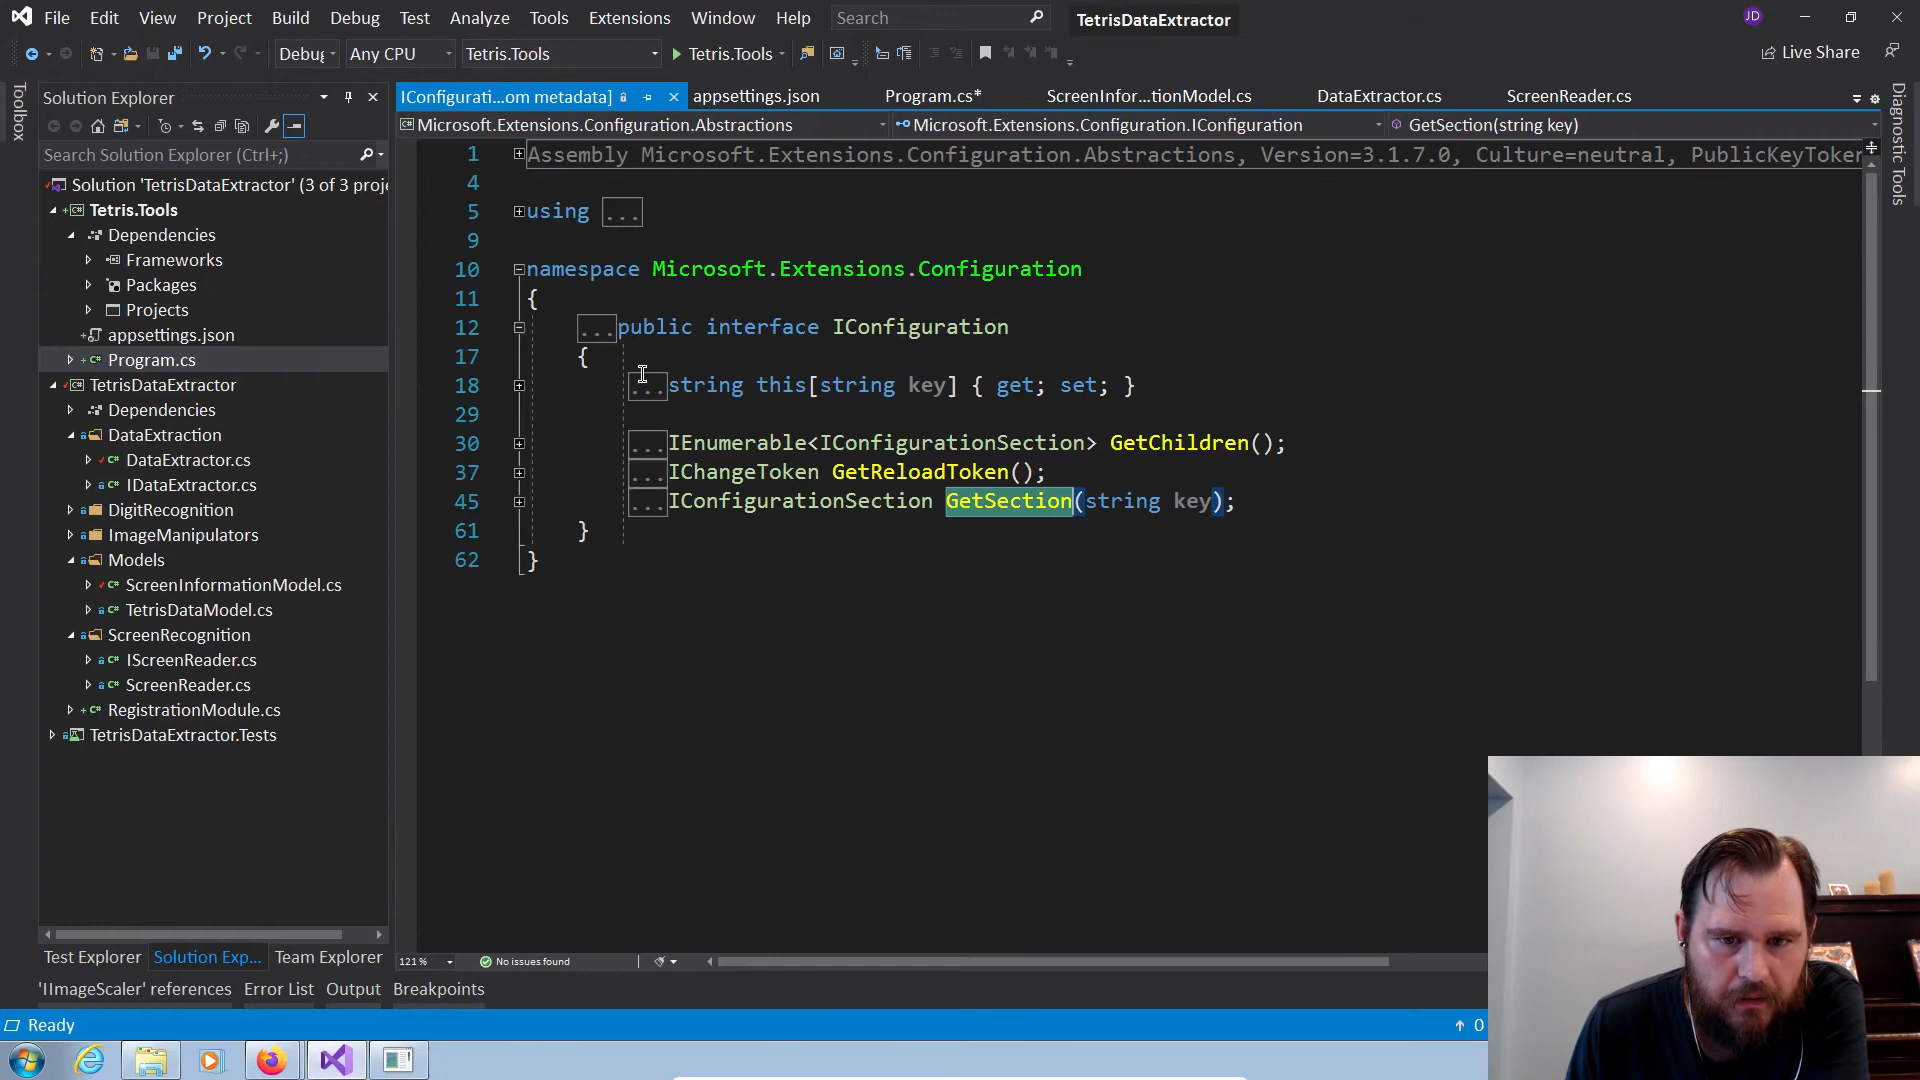 File Edit View Project Build Debug Test Analyze Tools Extensions Window Help Search TetrisDataExtractor JD
Debug Any CPU Tetris.Tools Tetris.Tools Live Share
Toolbox
Solution Explorer
Search Solution Explorer (Ctrl+;)
Solution 'TetrisDataExtractor' (3 of 3 proje
Tetris.Tools
Dependencies
Frameworks
Packages
Projects
appsettings.json
Program.cs
TetrisDataExtractor
Dependencies
DataExtraction
DataExtractor.cs
IDataExtractor.cs
DigitRecognition
ImageManipulators
Models
ScreenInformationModel.cs
TetrisDataModel.cs
ScreenRecognition
IScreenReader.cs
ScreenReader.cs
RegistrationModule.cs
TetrisDataExtractor.Tests
Test Explorer Solution Exp... Team Explorer
IConfigurati...om metadata] appsettings.json Program.cs* ScreenInfor...tionModel.cs DataExtractor.cs ScreenReader.cs
Microsoft.Extensions.Configuration.Abstractions Microsoft.Extensions.Configuration.IConfiguration GetSection(string key)
1 Assembly Microsoft.Extensions.Configuration.Abstractions, Version=3.1.7.0, Culture=neutral, PublicKeyToken
4
5 using ...
9
10 namespace Microsoft.Extensions.Configuration
11 {
12 ...public interface IConfiguration
17 {
18 ...string this[string key] { get; set; }
29
30 ...IEnumerable<IConfigurationSection> GetChildren();
37 ...IChangeToken GetReloadToken();
45 ...IConfigurationSection GetSection(string key);
61 }
62 }
Diagnostic Tools
121 % No issues found
'IImageScaler' references Error List Output Breakpoints
Ready 0